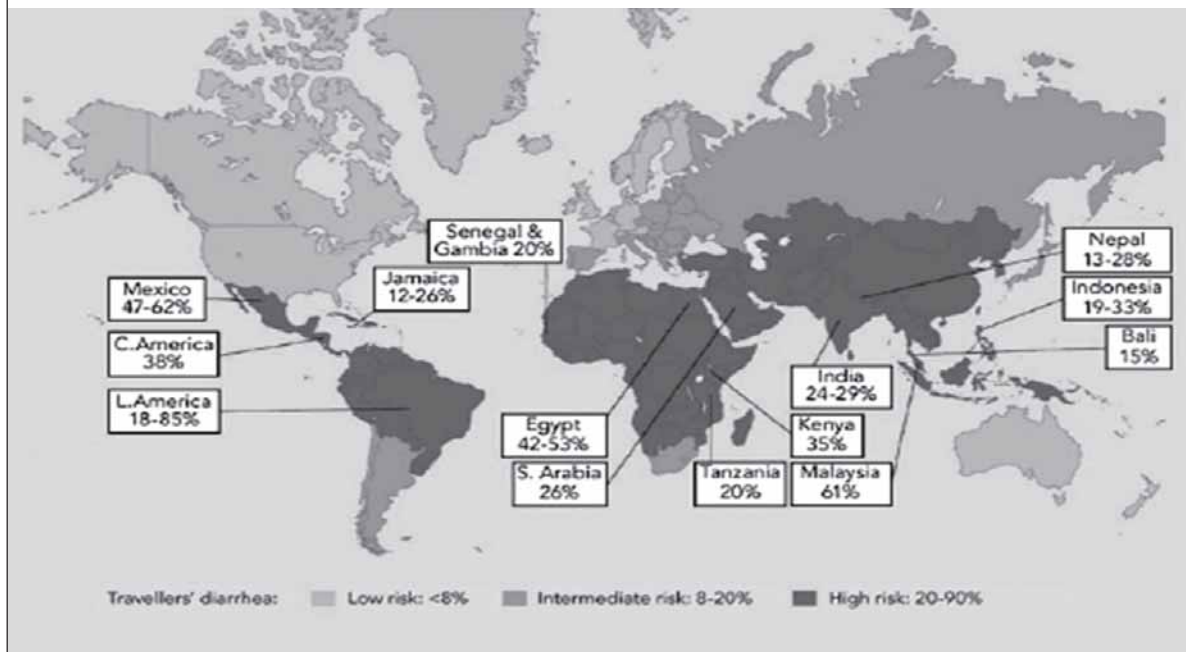 Senegal &
Gambia 20%
Nepal
13-28%
Jamaica
12-26%
Mexico
47-62%
Indonesia
19-33%
Bali
15%
C.America
38%
India
24-29%
L.America
18-85%
Egypt
42-53%
Kenya
35%
S. Arabia
26%
Tanzania
20%
Malaysia
61%
Travellers' diarrhea: Low risk: <8% Intermediate risk: 8-20% High risk: 20-90%